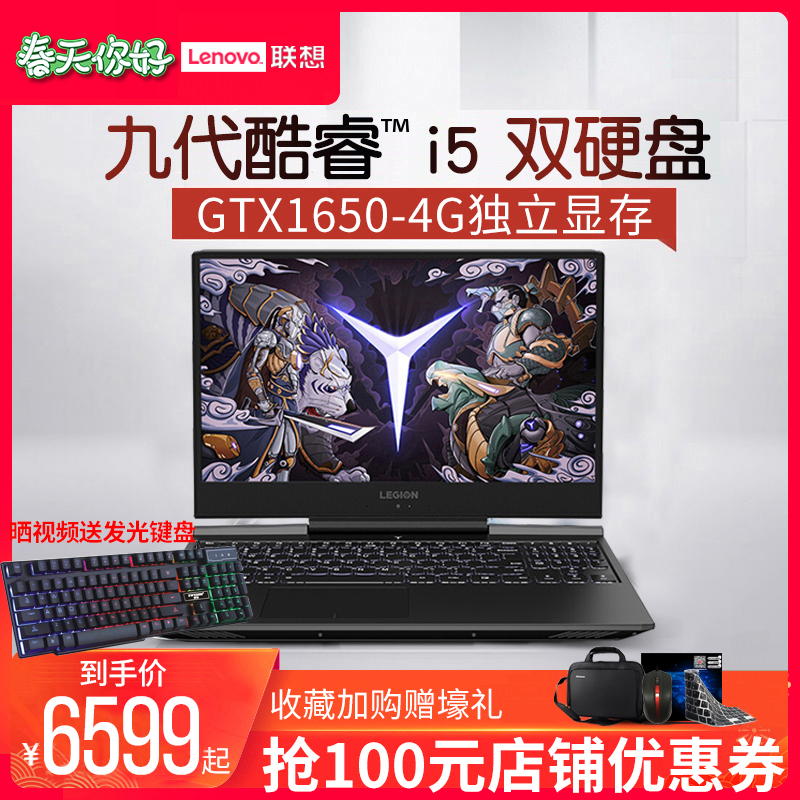 春天你好
Lenovo 联想
九代酷睿™ i5 双硬盘
GTX1650-4G独立显存
LEGION
晒视频送发光键盘
到手价
¥6599起
收藏加购赠壕礼
抢100元店铺优惠券